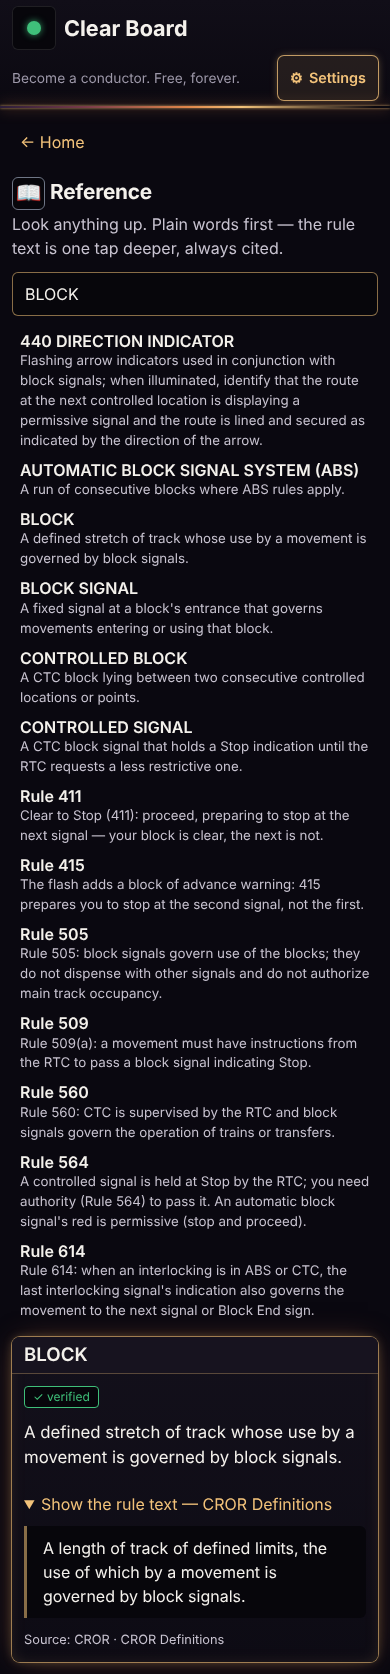 Clear Board
Become a conductor. Free, forever.
⚙ Settings
← Home
📖 Reference
Look anything up. Plain words first — the rule
text is one tap deeper, always cited.
BLOCK
440 DIRECTION INDICATOR
Flashing arrow indicators used in conjunction with
block signals; when illuminated, identify that the route
at the next controlled location is displaying a
permissive signal and the route is lined and secured as
indicated by the direction of the arrow.
AUTOMATIC BLOCK SIGNAL SYSTEM (ABS)
A run of consecutive blocks where ABS rules apply.
BLOCK
A defined stretch of track whose use by a movement is
governed by block signals.
BLOCK SIGNAL
A fixed signal at a block's entrance that governs
movements entering or using that block.
CONTROLLED BLOCK
A CTC block lying between two consecutive controlled
locations or points.
CONTROLLED SIGNAL
A CTC block signal that holds a Stop indication until the
RTC requests a less restrictive one.
Rule 411
Clear to Stop (411): proceed, preparing to stop at the
next signal — your block is clear, the next is not.
Rule 415
The flash adds a block of advance warning: 415
prepares you to stop at the second signal, not the first.
Rule 505
Rule 505: block signals govern use of the blocks; they
do not dispense with other signals and do not authorize
main track occupancy.
Rule 509
Rule 509(a): a movement must have instructions from
the RTC to pass a block signal indicating Stop.
Rule 560
Rule 560: CTC is supervised by the RTC and block
signals govern the operation of trains or transfers.
Rule 564
A controlled signal is held at Stop by the RTC; you need
authority (Rule 564) to pass it. An automatic block
signal's red is permissive (stop and proceed).
Rule 614
Rule 614: when an interlocking is in ABS or CTC, the
last interlocking signal's indication also governs the
movement to the next signal or Block End sign.
BLOCK
✓ verified
A defined stretch of track whose use by a
movement is governed by block signals.
▼ Show the rule text — CROR Definitions
A length of track of defined limits, the
use of which by a movement is
governed by block signals.
Source: CROR · CROR Definitions